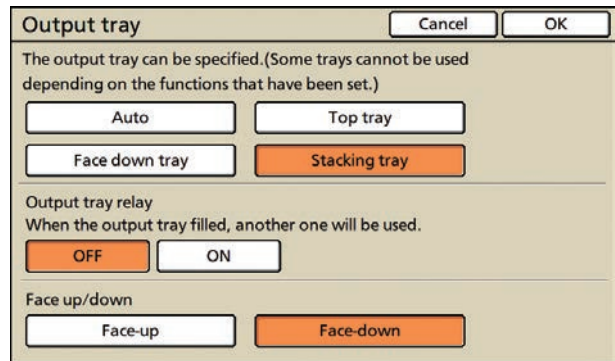 Output tray Cancel OK
The output tray can be specified.(Some trays cannot be used
depending on the functions that have been set.)
Auto Top tray
Face down tray Stacking tray
Output tray relay
When the output tray filled, another one will be used.
OFF ON
Face up/down
Face-up Face-down